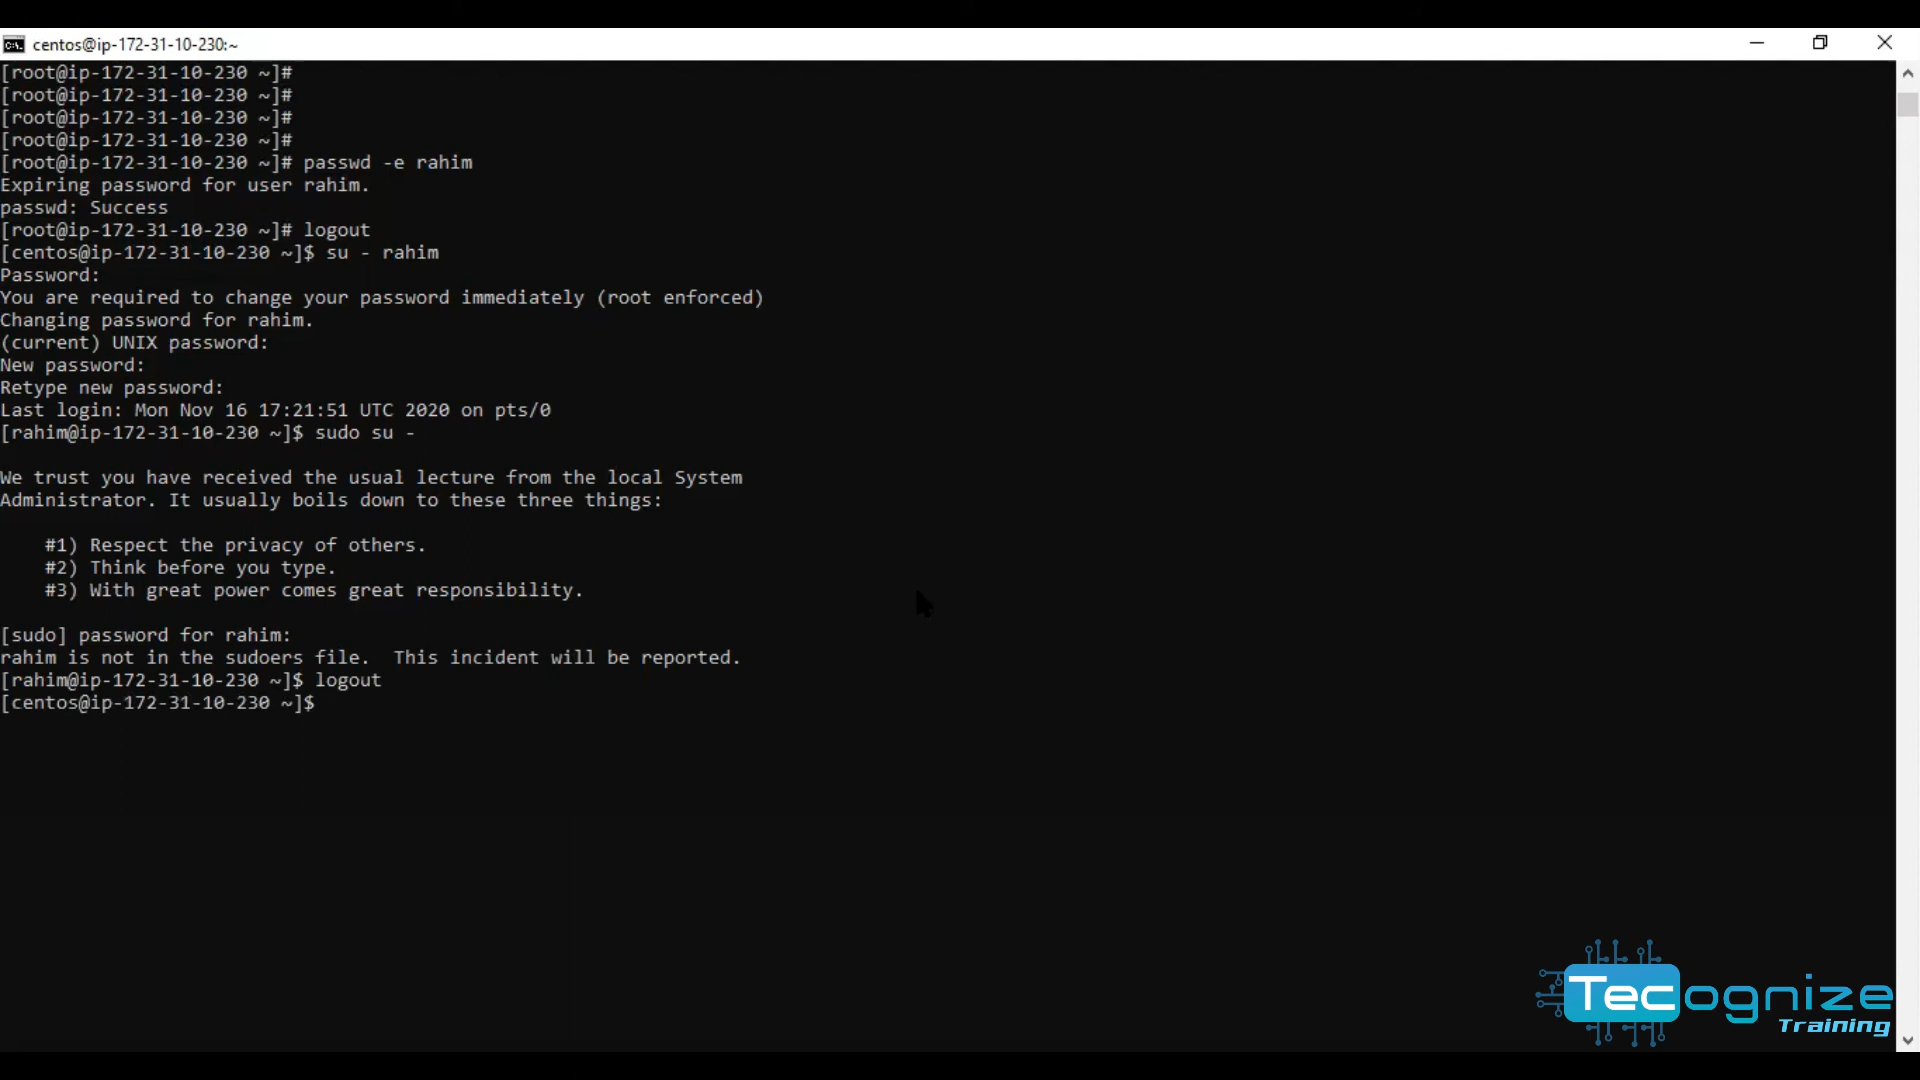 centos@ip-172-31-10-230:~
[root@ip-172-31-10-230 ~]#
[root@ip-172-31-10-230 ~]#
[root@ip-172-31-10-230 ~]#
[root@ip-172-31-10-230 ~]#
[root@ip-172-31-10-230 ~]# passwd -e rahim
Expiring password for user rahim.
passwd: Success
[root@ip-172-31-10-230 ~]# logout
[centos@ip-172-31-10-230 ~]$ su - rahim
Password:
You are required to change your password immediately (root enforced)
Changing password for rahim.
(current) UNIX password:
New password:
Retype new password:
Last login: Mon Nov 16 17:21:51 UTC 2020 on pts/0
[rahim@ip-172-31-10-230 ~]$ sudo su -
We trust you have received the usual lecture from the local System
Administrator. It usually boils down to these three things:
#1) Respect the privacy of others.
#2) Think before you type.
#3) With great power comes great responsibility.
[sudo] password for rahim:
rahim is not in the sudoers file.  This incident will be reported.
[rahim@ip-172-31-10-230 ~]$ logout
[centos@ip-172-31-10-230 ~]$
Tecognize
Training